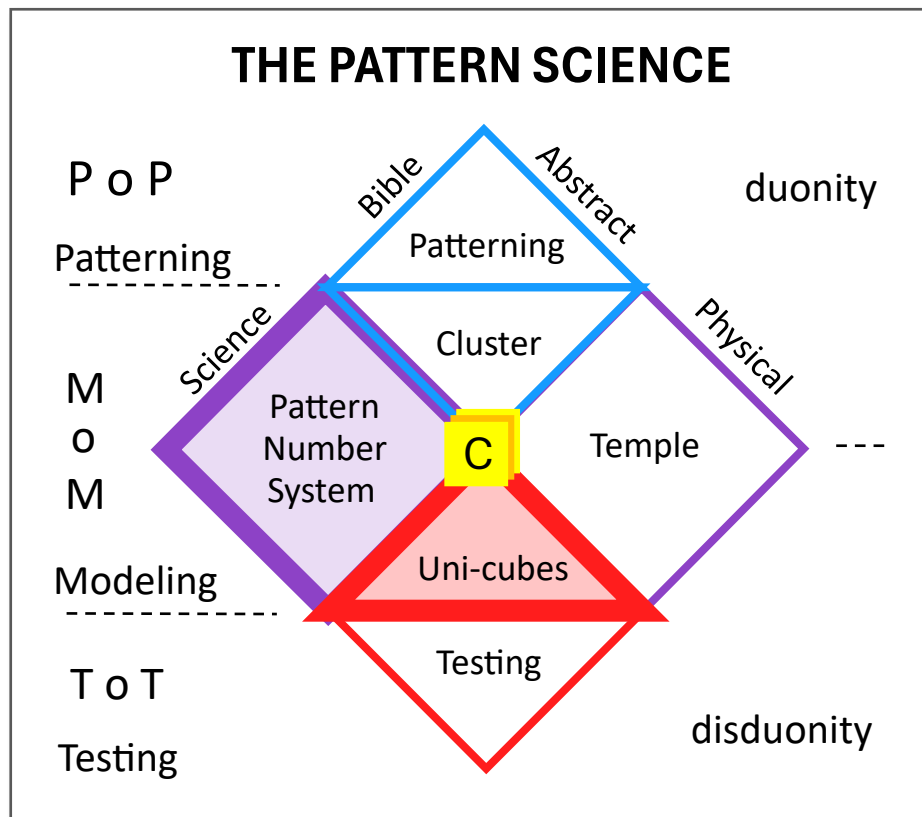 THE PATTERN SCIENCE
P o P
Bible
Abstract
duonity
Patterning
Patterning
Science
Cluster
Physical
M
o
M
Pattern
Number
System
C
Temple
Modeling
Uni-cubes
T o T
Testing
Testing
disduonity